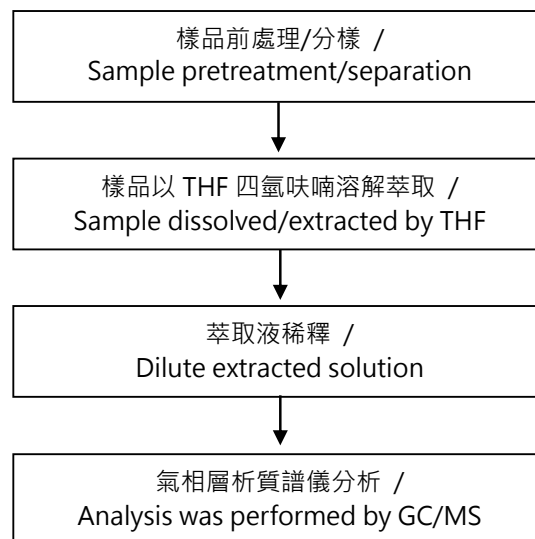 樣品前處理/分樣 /
Sample pretreatment/separation
樣品以 THF 四氫呋喃溶解萃取 /
Sample dissolved/extracted by THF
萃取液稀釋 /
Dilute extracted solution
氣相層析質譜儀分析 /
Analysis was performed by GC/MS